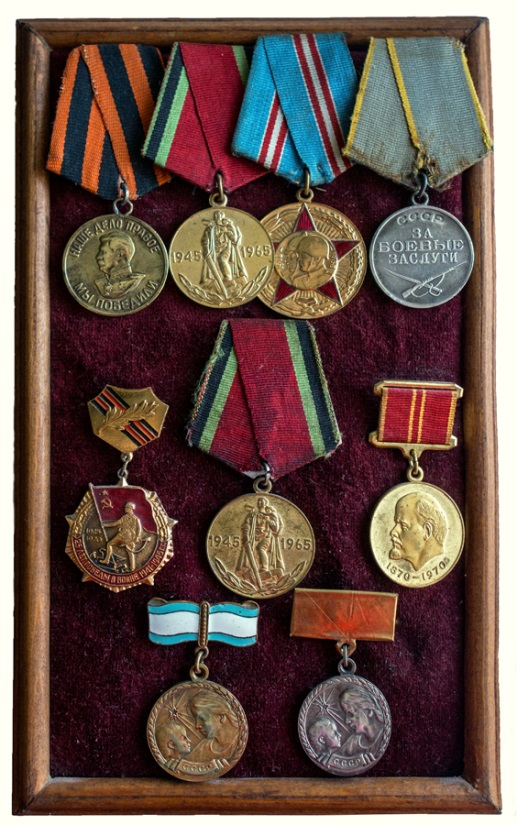 НАШЕ ДЕЛО ПРАВОЕ
МЫ ПОБЕДИЛИ
1945 1965
СССР
ЗА
БОЕВЫЕ
ЗАСЛУГИ
1945 1965
1870-1970
СССР
СССР